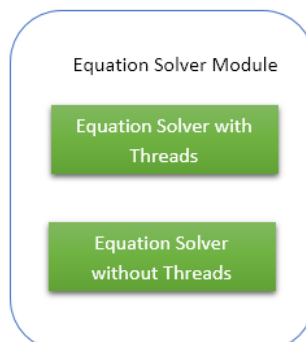 Equation Solver Module
Equation Solver with
Threads
Equation Solver
without Threads